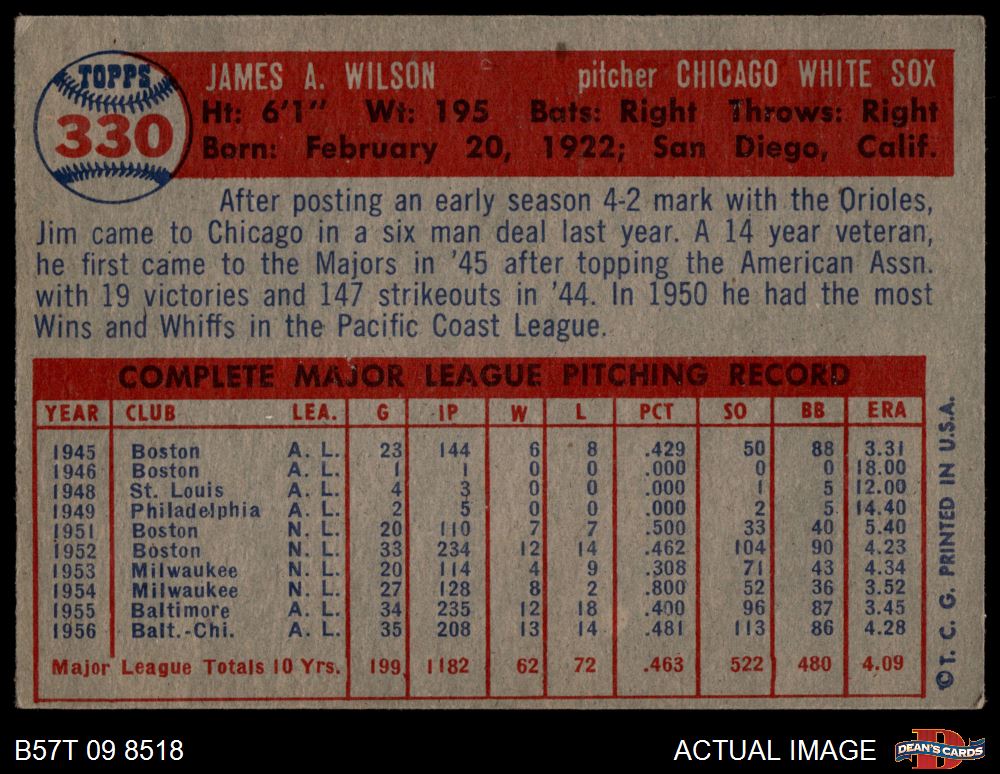 TOPPS
330
JAMES A. WILSON pitcher CHICAGO WHITE SOX
Ht: 6'1" Wt: 195 Bats: Right Throws: Right
Born: February 20, 1922; San Diego, Calif.
After posting an early season 4-2 mark with the Orioles,
Jim came to Chicago in a six man deal last year. A 14 year veteran,
he first came to the Majors in '45 after topping the American Assn.
with 19 victories and 147 strikeouts in '44. In 1950 he had the most
Wins and Whiffs in the Pacific Coast League.
COMPLETE MAJOR LEAGUE PITCHING RECORD
YEAR CLUB LEA. G IP W L PCT SO BB ERA
1945 Boston A. L. 23 144 6 8 .429 50 88 3.31
1946 Boston A. L. 1 1 0 0 .000 0 0 18.00
1948 St. Louis A. L. 4 3 0 0 .000 1 5 12.00
1949 Philadelphia A. L. 2 5 0 0 .000 2 5 14.40
1951 Boston N. L. 20 110 7 7 .500 33 40 5.40
1952 Boston N. L. 33 234 12 14 .462 104 90 4.23
1953 Milwaukee N. L. 20 114 4 9 .308 71 43 4.34
1954 Milwaukee N. L. 27 128 8 2 .800 52 36 3.52
1955 Baltimore A. L. 34 235 12 18 .400 96 87 3.45
1956 Balt.-Chi. A. L. 35 208 13 14 .481 113 86 4.28
Major League Totals 10 Yrs. 199 1182 62 72 .463 522 480 4.09
© T. C. G. PRINTED IN U.S.A.
B57T 09 8518 ACTUAL IMAGE
DEAN'S CARDS